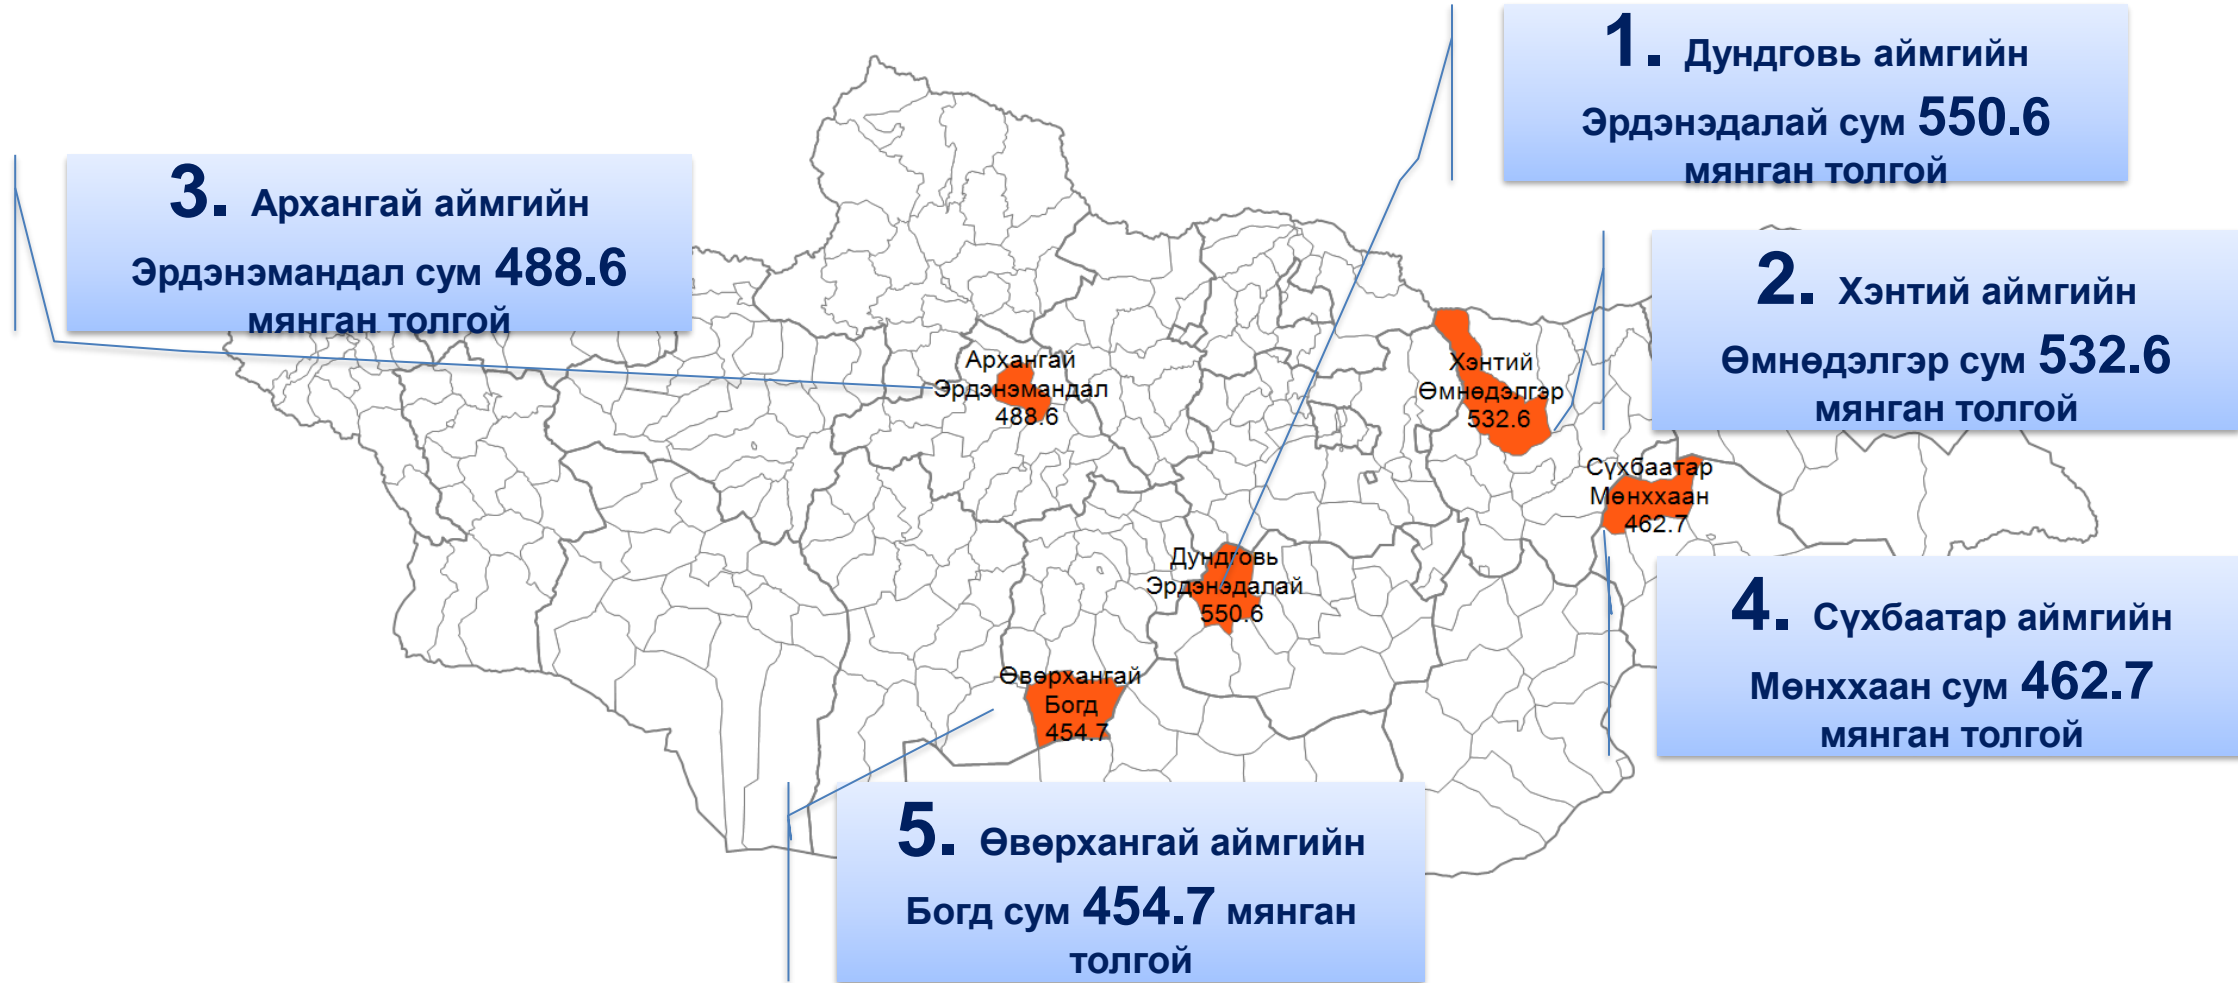 1. Дундговь аймгийн
Эрдэнэдалай сум 550.6
мянган толгой
3. Архангай аймгийн
Эрдэнэмандал сум 488.6
мянган толгой
2. Хэнтий аймгийн
Өмнөдэлгэр сум 532.6
мянган толгой
Архангай
Эрдэнэмандал
488.6
Хэнтий
Өмнөдэлгэр
532.6
Сүхбаатар
Мөнххаан
462.7
Дундговь
Эрдэнэдалай
550.6
4. Сүхбаатар аймгийн
Мөнххаан сум 462.7
мянган толгой
Өвөрхангай
Богд
454.7
5. Өвөрхангай аймгийн
Богд сум 454.7 мянган
толгой